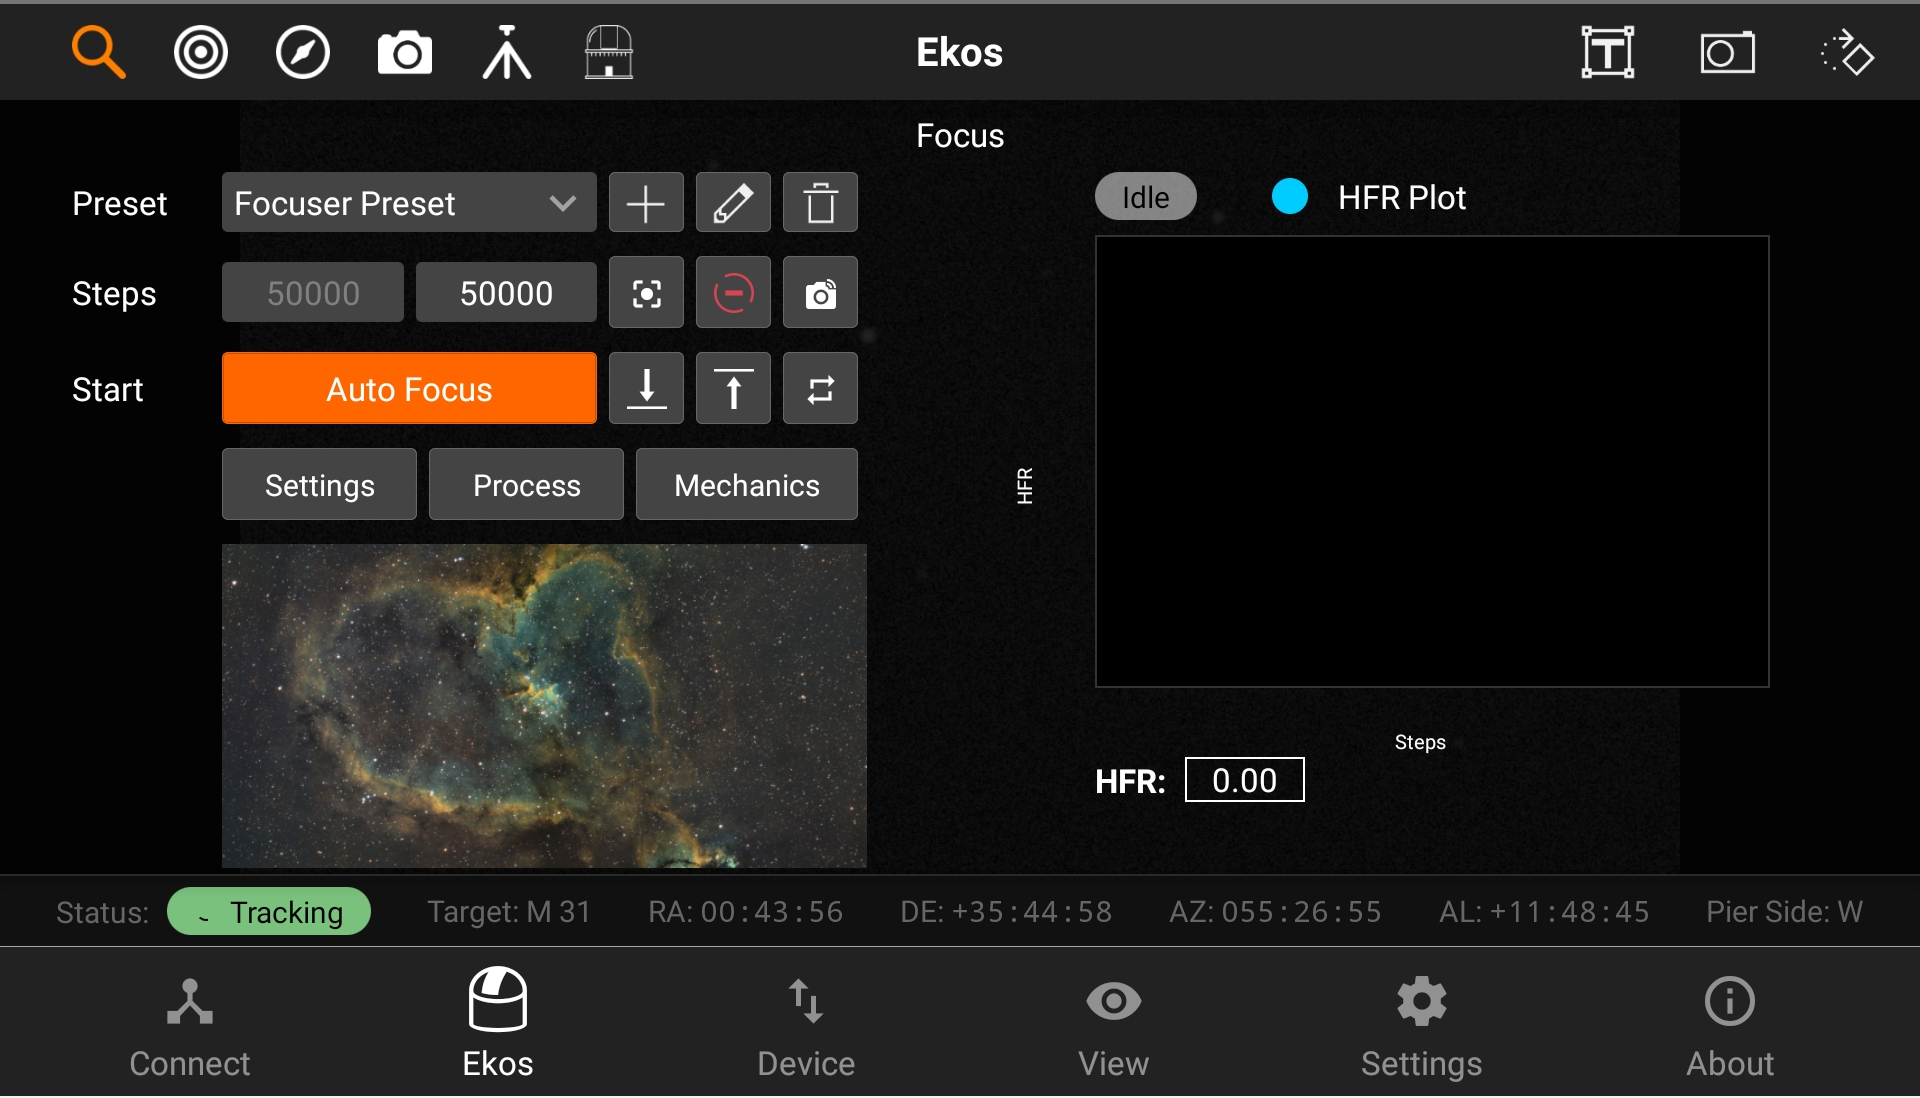 Ekos
Focus
Preset Focuser Preset
Idle HFR Plot
Steps 50000 50000
Start Auto Focus
Settings Process Mechanics
HFR
Steps
HFR: 0.00
Status: Tracking Target: M 31 RA: 00:43:56 DE: +35:44:58 AZ: 055:26:55 AL: +11:48:45 Pier Side: W
Connect Ekos Device View Settings About